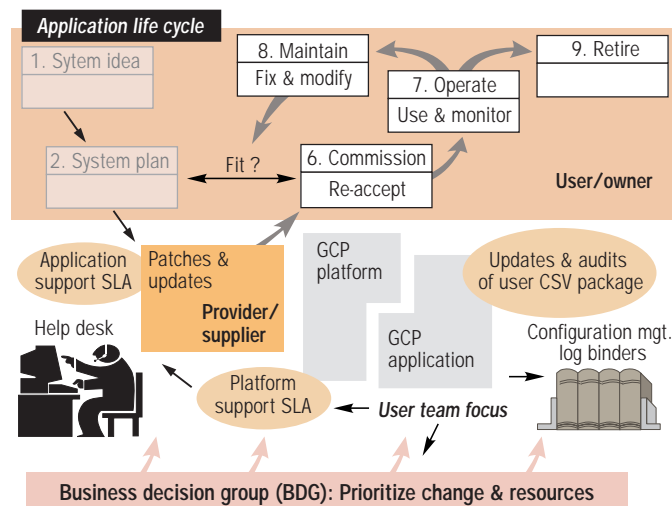 Application life cycle
1. Sytem idea
8. Maintain
Fix & modify
9. Retire
7. Operate
Use & monitor
2. System plan
Fit ?
6. Commission
Re-accept
User/owner
Application
support SLA
Patches &
updates
Provider/
supplier
GCP
platform
GCP
application
Updates & audits
of user CSV package
Help desk
Platform
support SLA
User team focus
Configuration mgt.
log binders
Business decision group (BDG): Prioritize change & resources